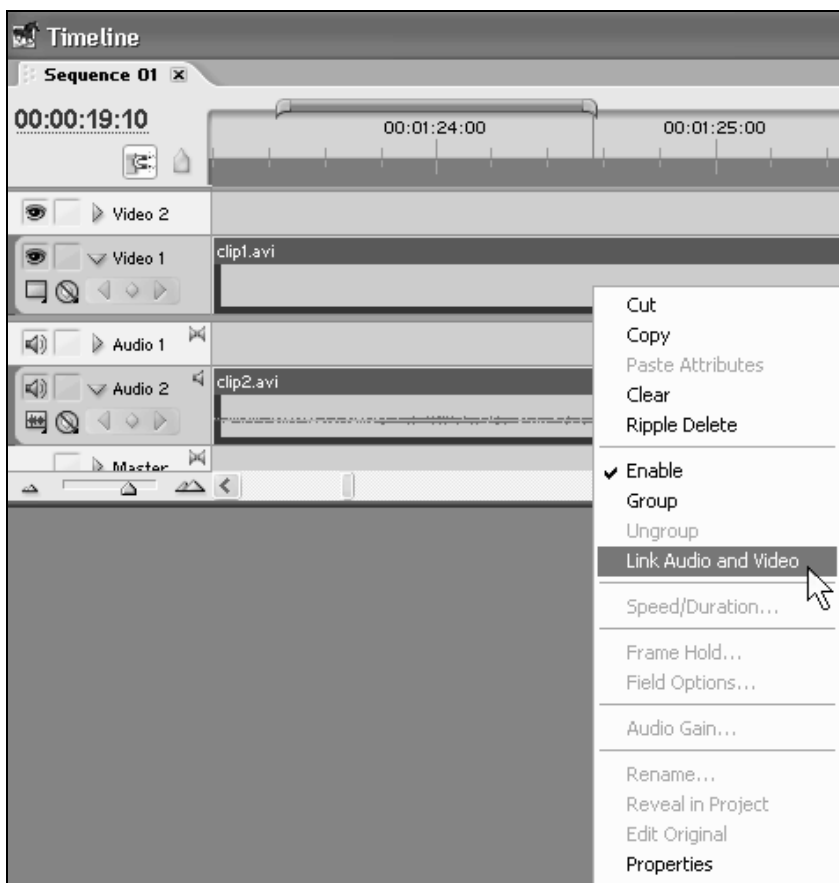 Timeline
Sequence 01
00:00:19:10
00:01:24:00 00:01:25:00
Video 2
Video 1
clip1.avi
Audio 1
Audio 2
clip2.avi
Master
Cut
Copy
Paste Attributes
Clear
Ripple Delete
Enable
Group
Ungroup
Link Audio and Video
Speed/Duration...
Frame Hold...
Field Options...
Audio Gain...
Rename...
Reveal in Project
Edit Original
Properties